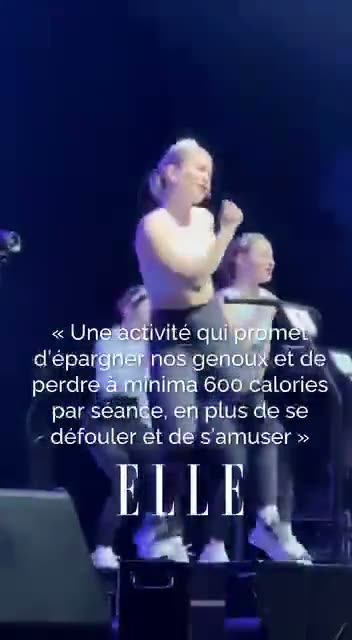 « Une activité qui promet
d'épargner nos genoux et de
perdre à minima 600 calories
par séance, en plus de se
défouler et de s'amuser »
ELLE